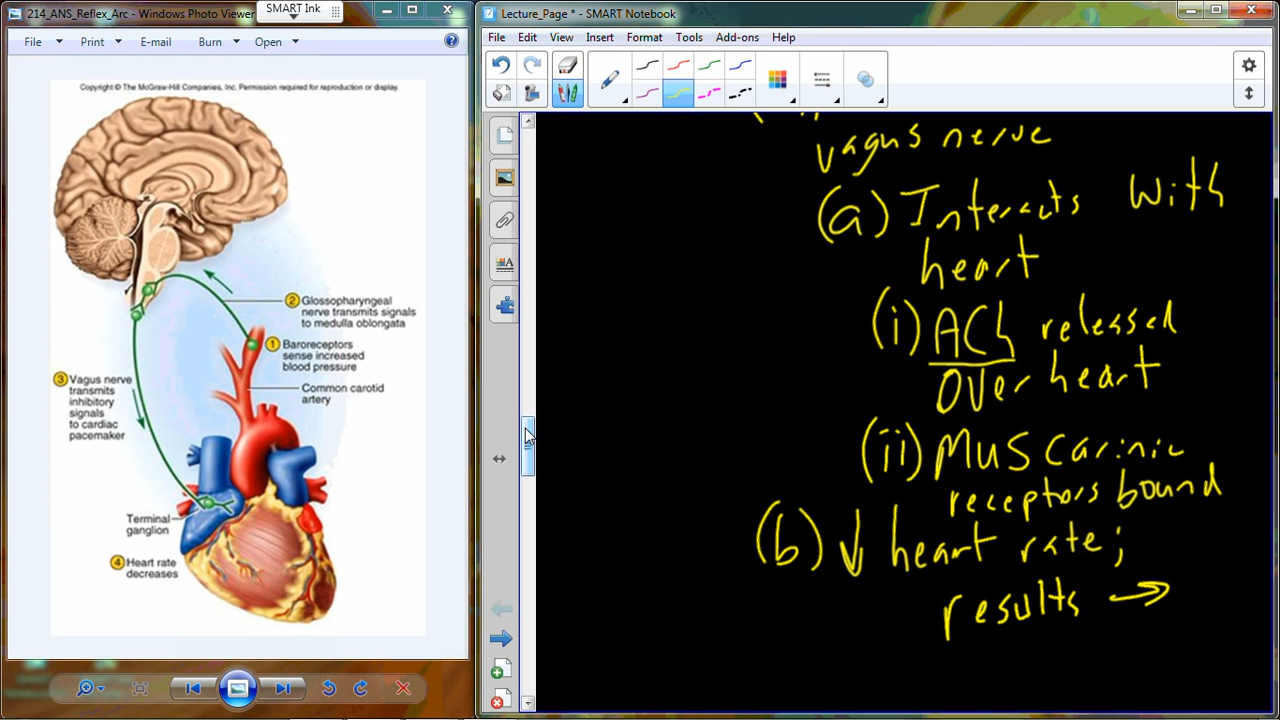 214_ANS_Reflex_Arc - Windows Photo Viewer
SMART Ink
File Print E-mail Burn Open
Copyright © The McGraw-Hill Companies, Inc. Permission required for reproduction or display.
2 Glossopharyngeal
nerve transmits signals
to medulla oblongata
1 Baroreceptors
sense increased
blood pressure
Common carotid
artery
3 Vagus nerve
transmits
inhibitory
signals
to cardiac
pacemaker
Terminal
ganglion
4 Heart rate
decreases
Lecture_Page * - SMART Notebook
File Edit View Insert Format Tools Add-ons Help
vagus nerve
(a) Interacts with
heart
(i) ACh released
over heart
(ii) Muscarinic
receptors bound
(b) ↓ heart rate;
results →